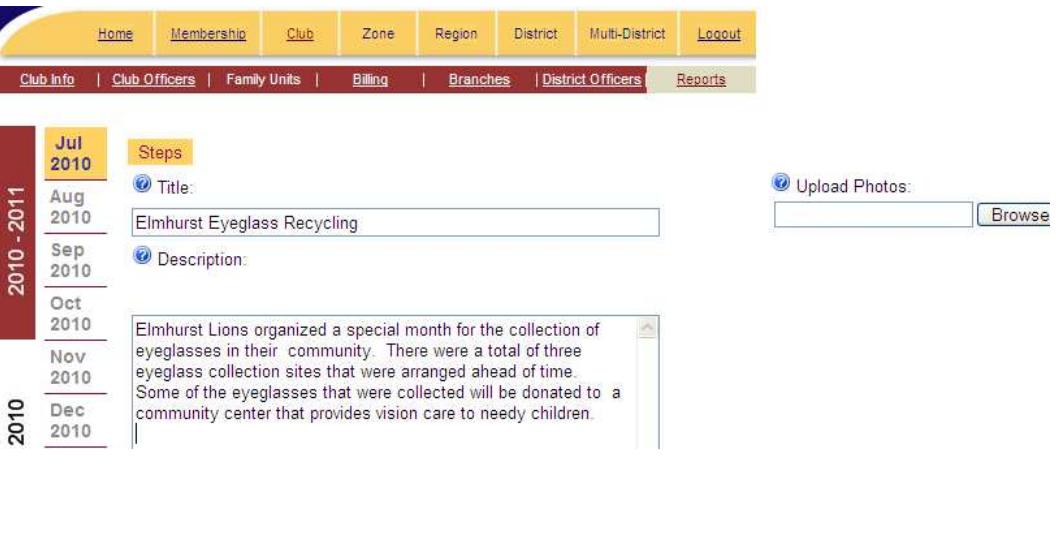 Home Membership Club Zone Region District Multi-District Logout
Club Info | Club Officers | Family Units | Billing | Branches | District Officers | Reports
2010 - 2011
2010
Jul
2010
Aug
2010
Sep
2010
Oct
2010
Nov
2010
Dec
2010
Steps
Title:
Elmhurst Eyeglass Recycling
Description:
Elmhurst Lions organized a special month for the collection of
eyeglasses in their community. There were a total of three
eyeglass collection sites that were arranged ahead of time.
Some of the eyeglasses that were collected will be donated to a
community center that provides vision care to needy children.
Upload Photos:
Browse